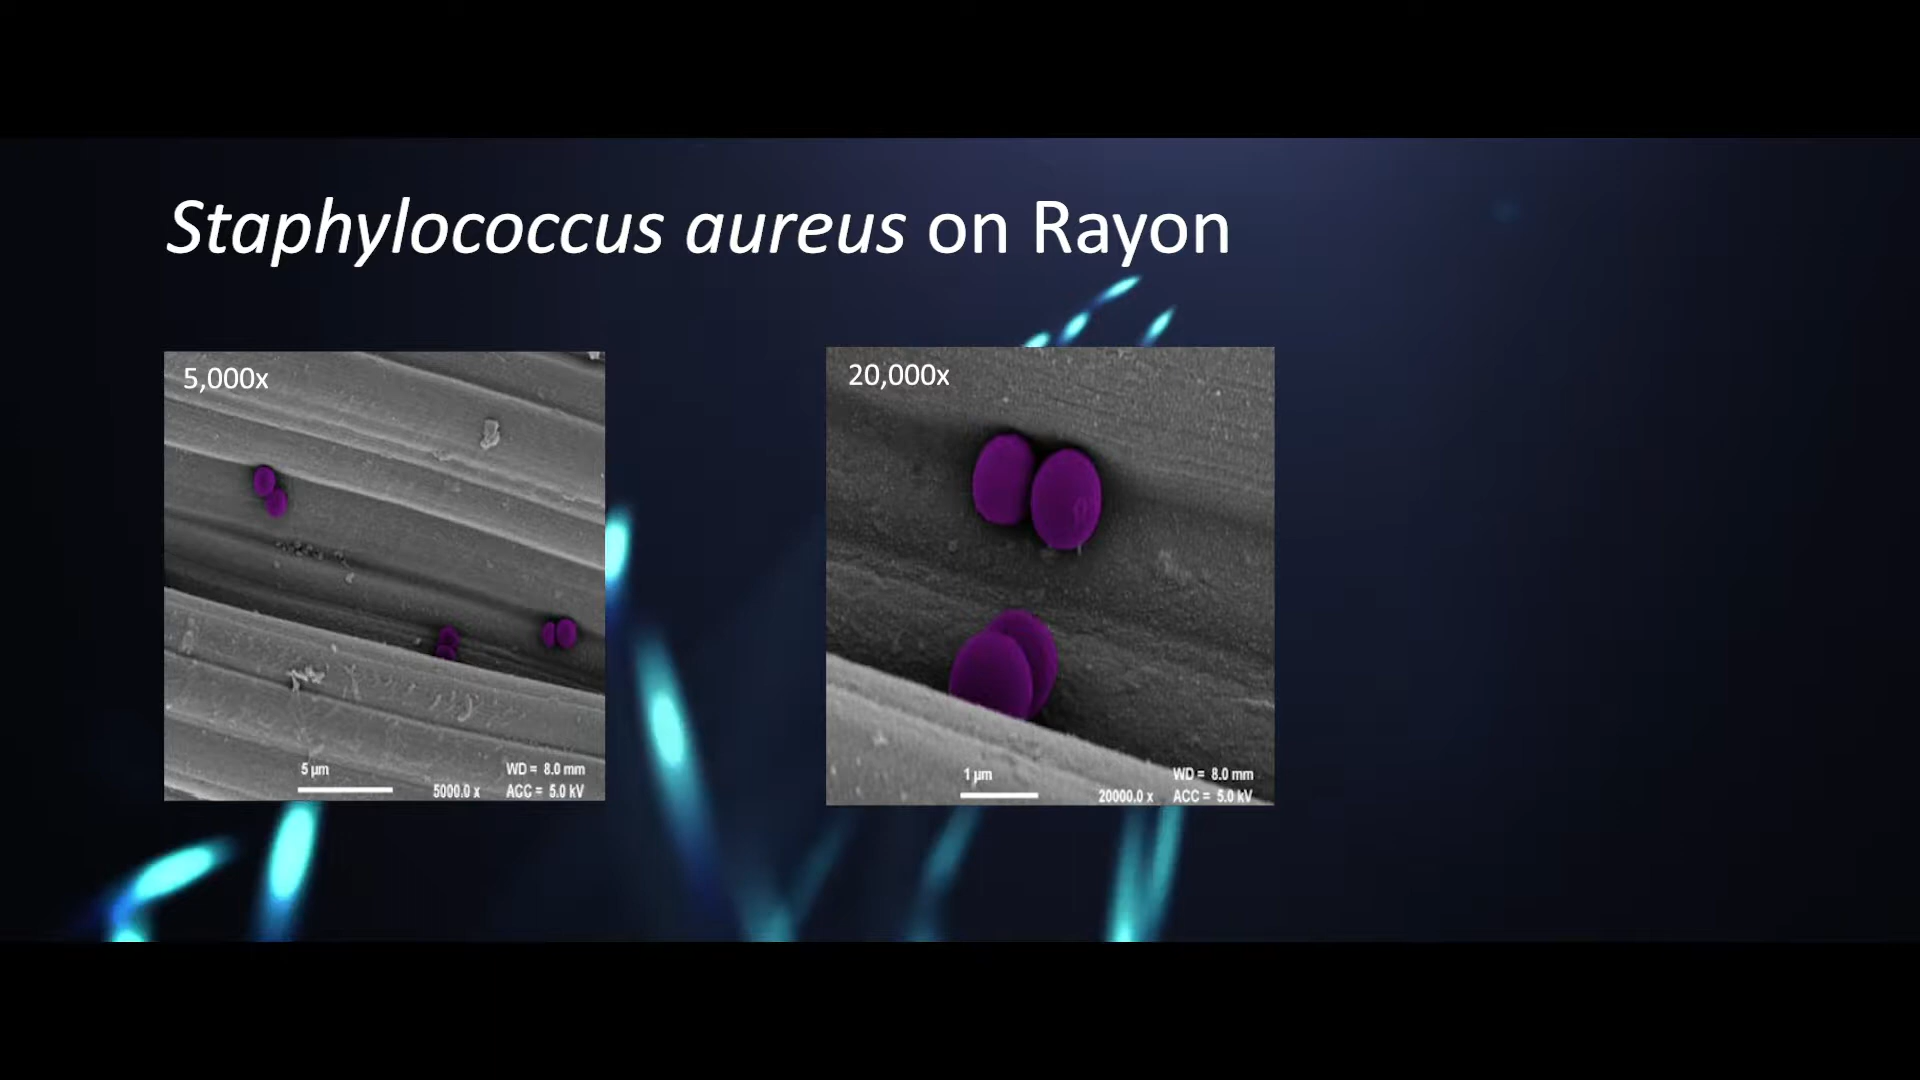 Staphylococcus aureus on Rayon
5,000x
5 µm
WD = 8.0 mm
5000.0 x ACC = 5.0 kV
20,000x
1 µm
WD = 8.0 mm
20000.0 x ACC = 5.0 kV